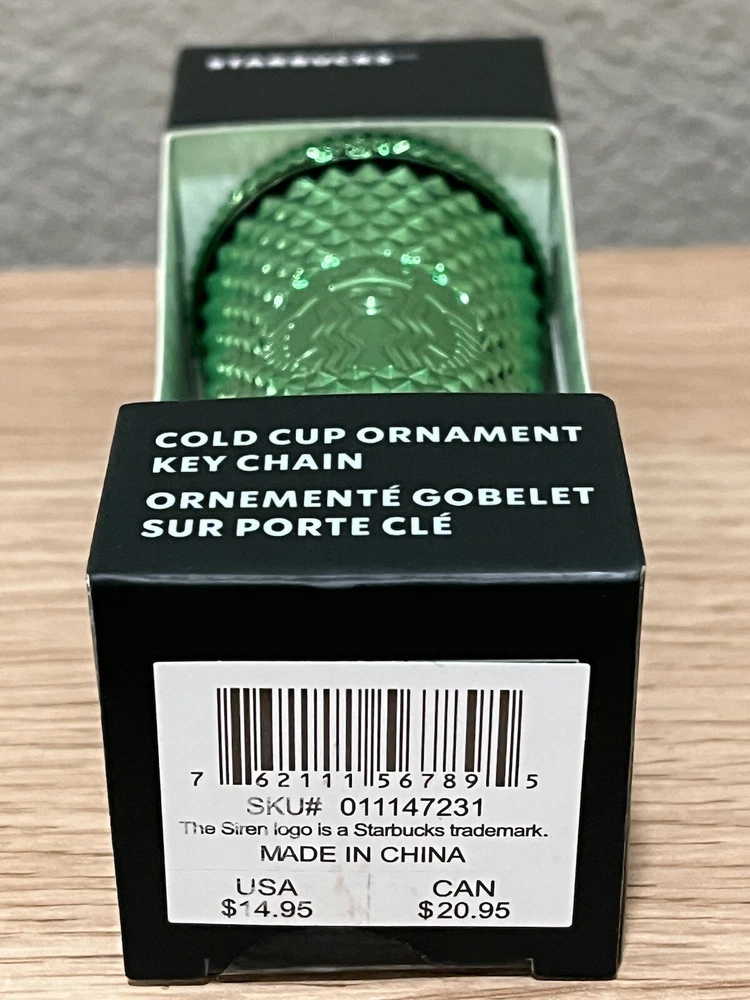 STARBUCKS
COLD CUP ORNAMENT
KEY CHAIN
ORNEMENTÉ GOBELET
SUR PORTE CLÉ
7 62111 56789 5
SKU# 011147231
The Siren logo is a Starbucks trademark.
MADE IN CHINA
USA CAN
$14.95 $20.95